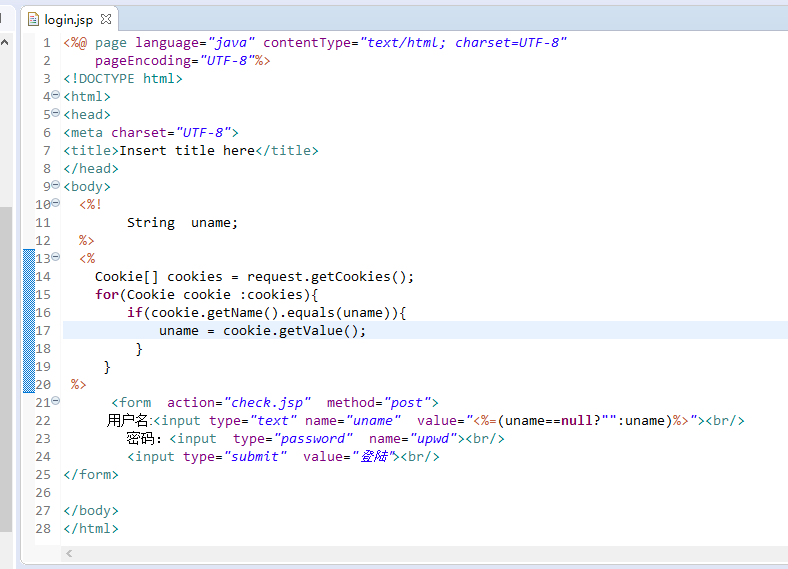 login.jsp
1 <%@ page language="java" contentType="text/html; charset=UTF-8"
2     pageEncoding="UTF-8"%>
3 <!DOCTYPE html>
4 <html>
5 <head>
6 <meta charset="UTF-8">
7 <title>Insert title here</title>
8 </head>
9 <body>
10   <%!
11         String  uname;
12   %>
13   <%
14     Cookie[] cookies = request.getCookies();
15     for(Cookie cookie :cookies){
16         if(cookie.getName().equals(uname)){
17             uname = cookie.getValue();
18          }
19      }
20  %>
21       <form  action="check.jsp"  method="post">
22      用户名:<input type="text" name="uname"  value="<%=(uname==null?"":uname)%>"><br/>
23         密码：<input  type="password"  name="upwd"><br/>
24         <input type="submit"  value="登陆"><br/>
25 </form>
26
27 </body>
28 </html>